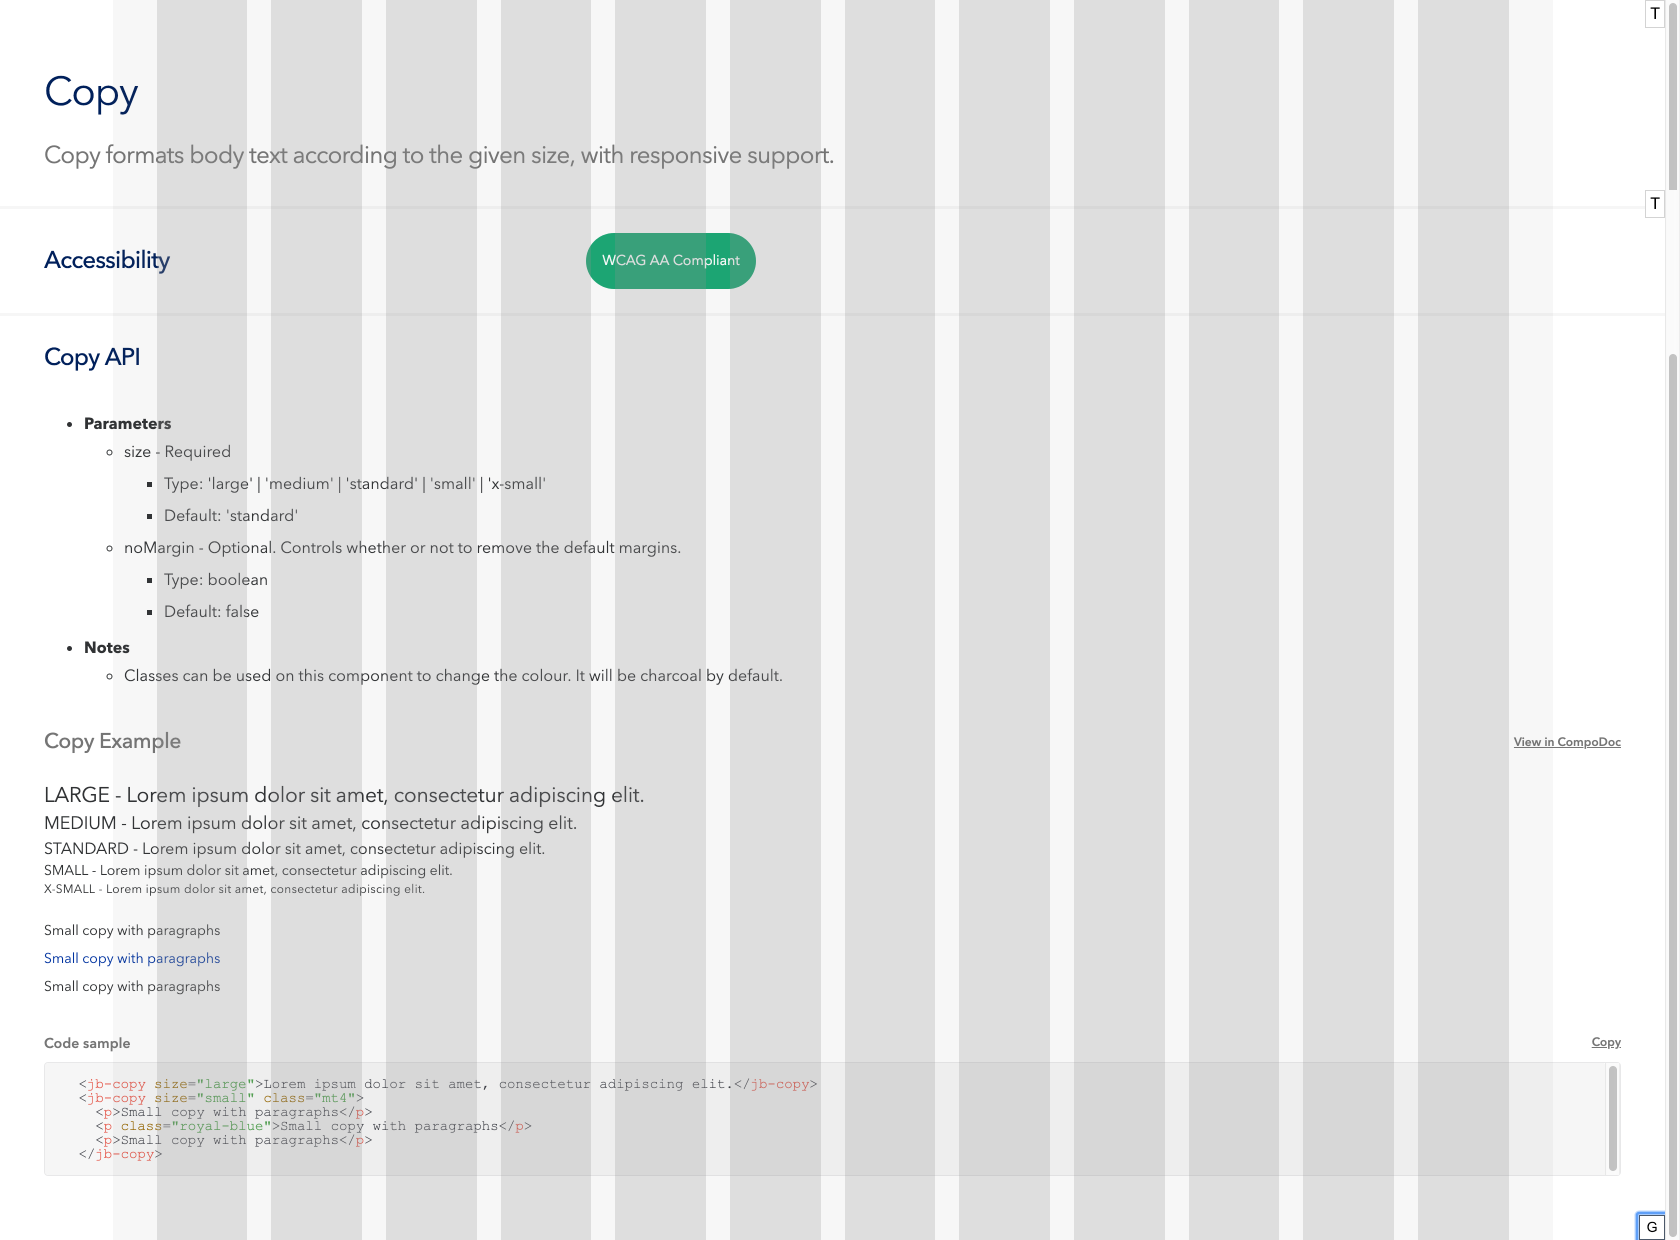 T
Copy
Copy formats body text according to the given size, with responsive support.
T
Accessibility
WCAG AA Compliant
Copy API
Parameters
size - Required
Type: 'large' | 'medium' | 'standard' | 'small' | 'x-small'
Default: 'standard'
noMargin - Optional. Controls whether or not to remove the default margins.
Type: boolean
Default: false
Notes
Classes can be used on this component to change the colour. It will be charcoal by default.
Copy Example
View in CompoDoc
LARGE - Lorem ipsum dolor sit amet, consectetur adipiscing elit.
MEDIUM - Lorem ipsum dolor sit amet, consectetur adipiscing elit.
STANDARD - Lorem ipsum dolor sit amet, consectetur adipiscing elit.
SMALL - Lorem ipsum dolor sit amet, consectetur adipiscing elit.
X-SMALL - Lorem ipsum dolor sit amet, consectetur adipiscing elit.
Small copy with paragraphs
Small copy with paragraphs
Small copy with paragraphs
Code sample
Copy
<jb-copy size="large">Lorem ipsum dolor sit amet, consectetur adipiscing elit.</jb-copy>
<jb-copy size="small" class="mt4">
<p>Small copy with paragraphs</p>
<p class="royal-blue">Small copy with paragraphs</p>
<p>Small copy with paragraphs</p>
</jb-copy>
G